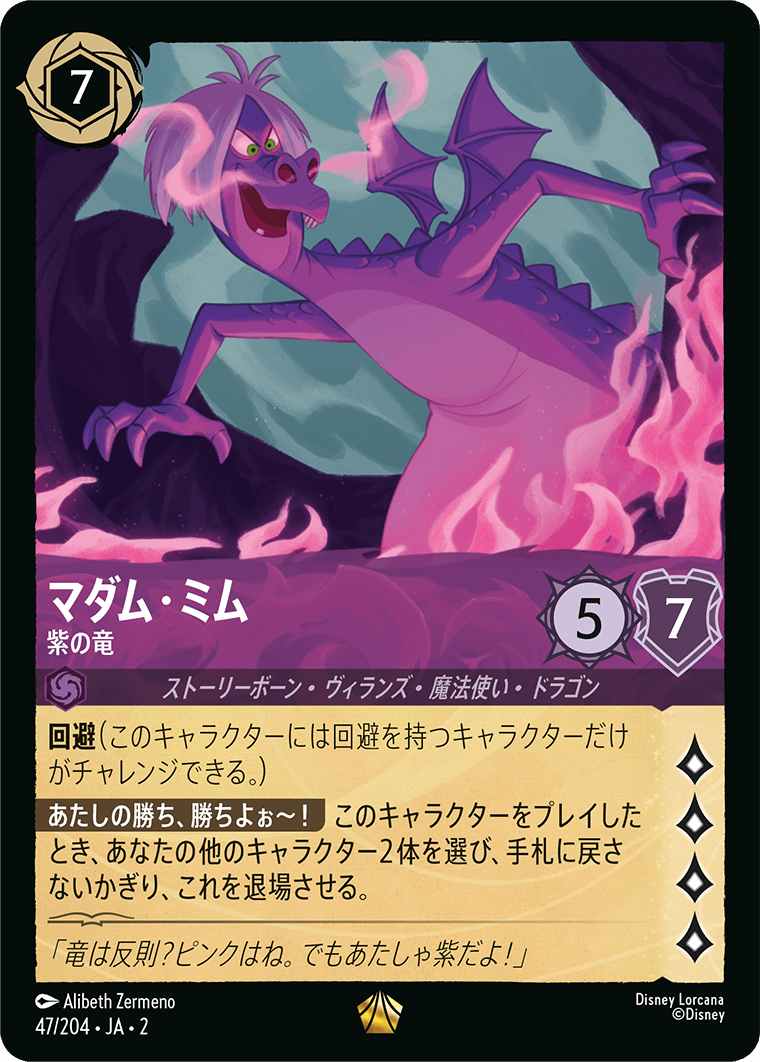 7
マダム・ミム
紫の竜
5
7
ストーリーボーン・ヴィランズ・魔法使い・ドラゴン
回避(このキャラクターには回避を持つキャラクターだけ
がチャレンジできる。)
あたしの勝ち、勝ちよぉ〜! このキャラクターをプレイした
とき、あなたの他のキャラクター2体を選び、手札に戻さ
ないかぎり、これを退場させる。
「竜は反則?ピンクはね。でもあたしゃ紫だよ!」
Alibeth Zermeno
Disney Lorcana
47/204 • JA • 2
©Disney